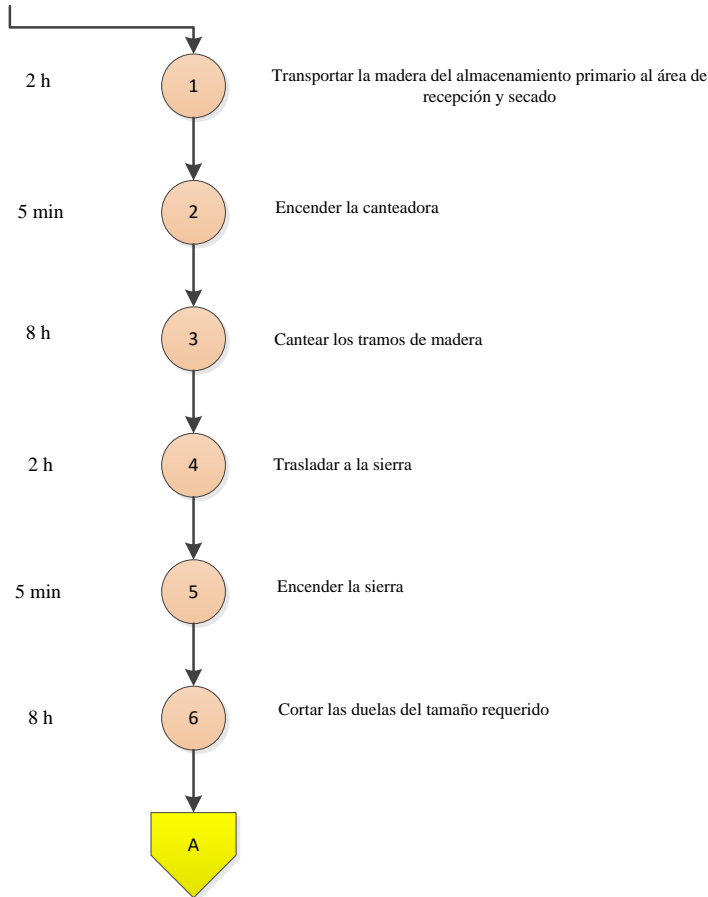 2 h
1
Transportar la madera del almacenamiento primario al área de
recepción y secado
5 min
2
Encender la canteadora
8 h
3
Cantear los tramos de madera
2 h
4
Trasladar a la sierra
5 min
5
Encender la sierra
8 h
6
Cortar las duelas del tamaño requerido
A